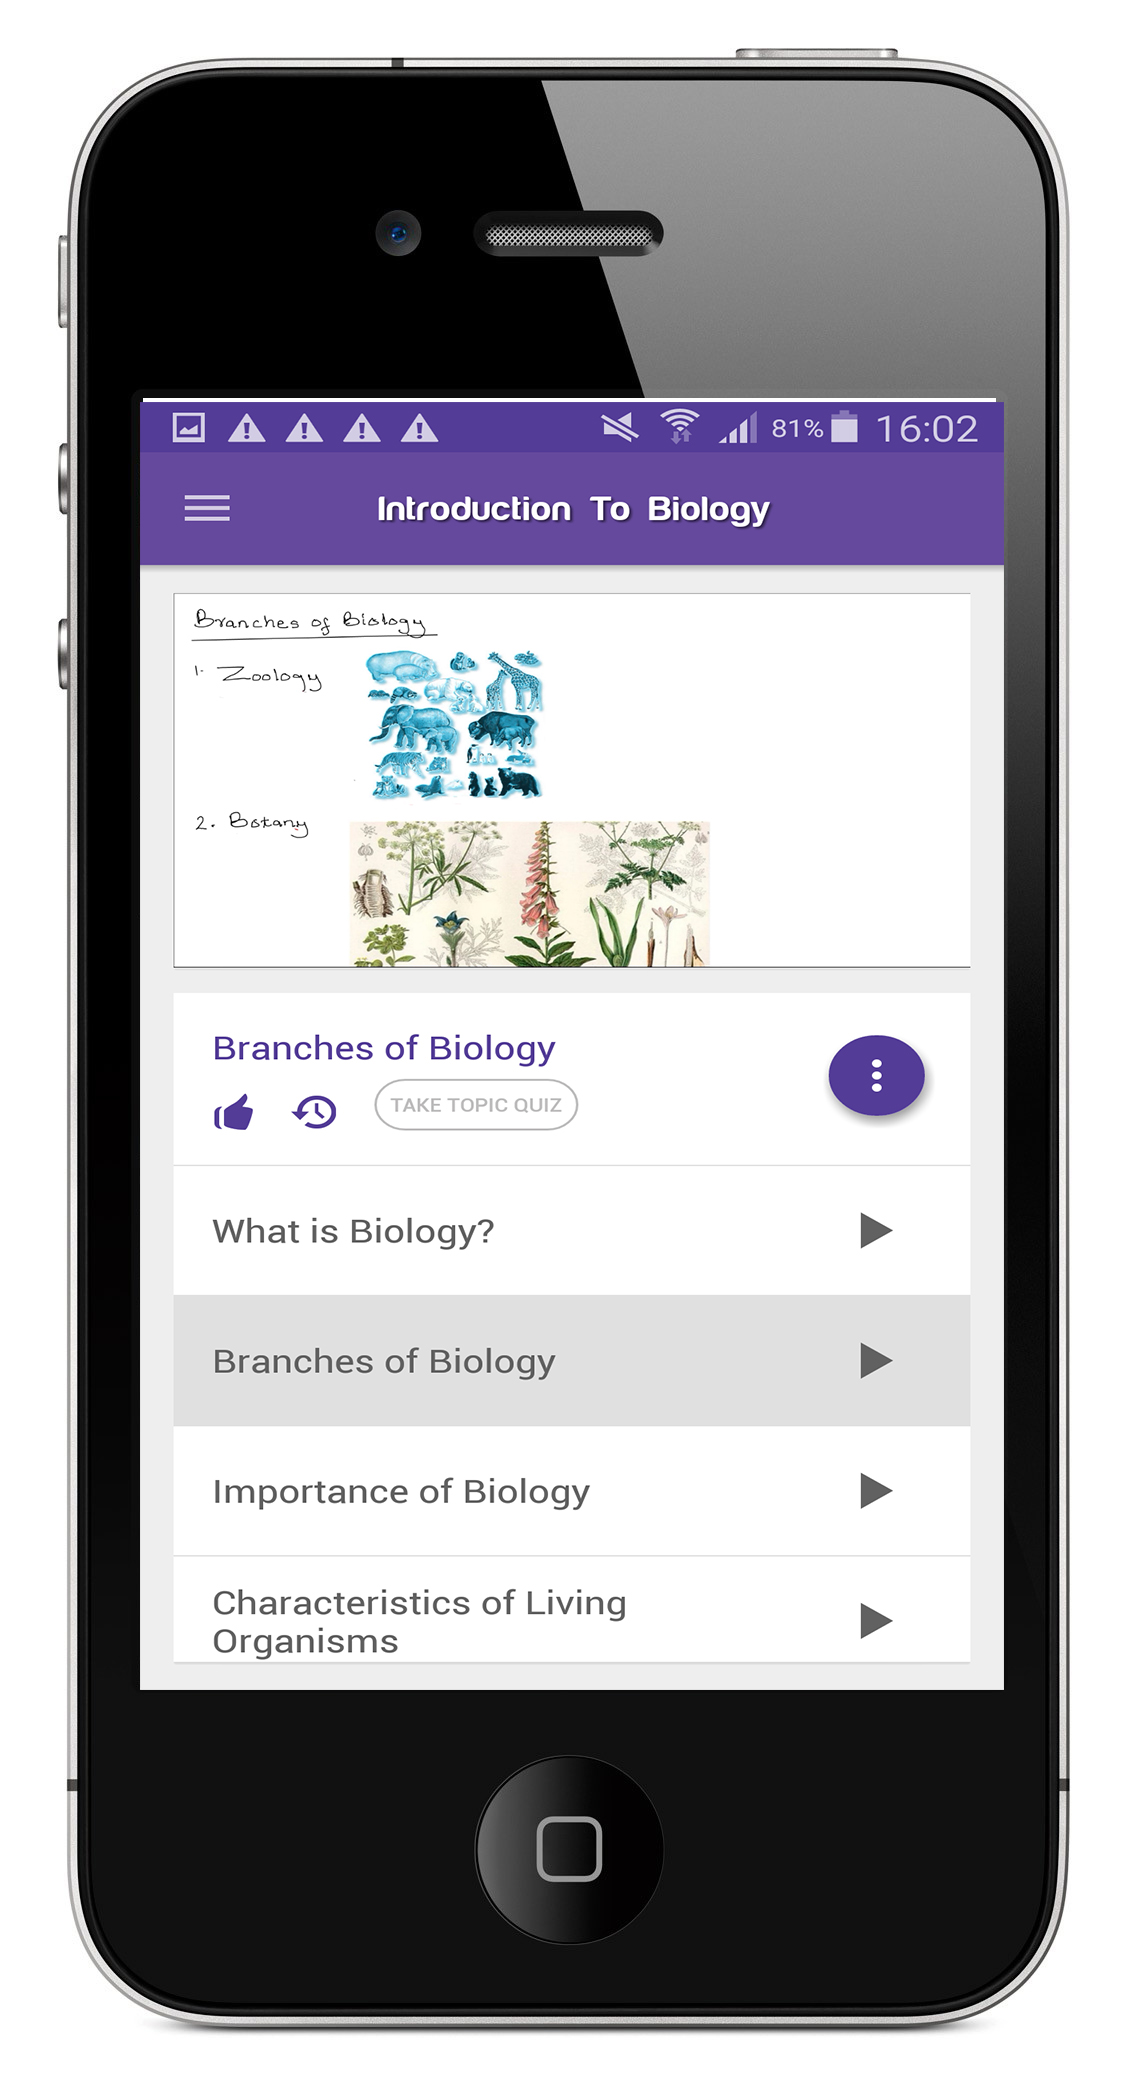 81% 16:02
Introduction To Biology
Branches of Biology
1. Zoology
2. Botany
Branches of Biology
TAKE TOPIC QUIZ
What is Biology?
Branches of Biology
Importance of Biology
Characteristics of Living
Organisms